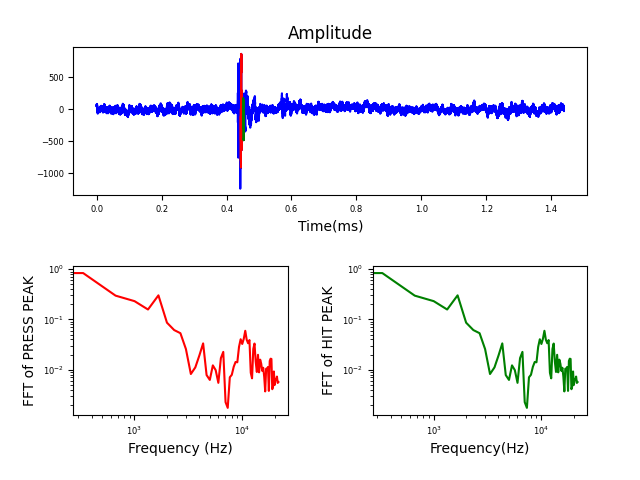 Amplitude
500
0
−500
−1000
0.0 0.2 0.4 0.6 0.8 1.0 1.2 1.4
Time(ms)
FFT of PRESS PEAK
10⁰
10⁻¹
10⁻²
10³ 10⁴
Frequency (Hz)
FFT of HIT PEAK
10⁰
10⁻¹
10⁻²
10³ 10⁴
Frequency(Hz)